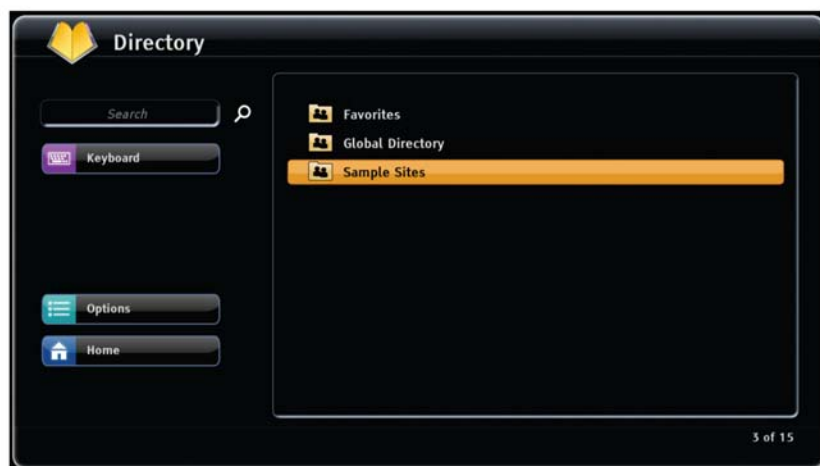 Directory
Search
Keyboard
Options
Home
Favorites
Global Directory
Sample Sites
3 of 15